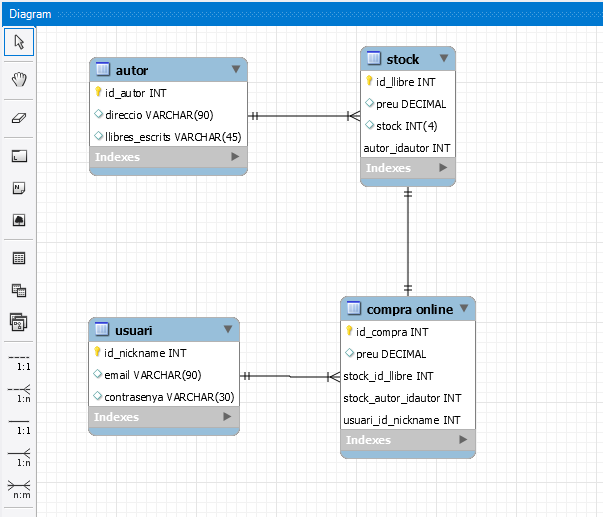 Diagram
autor
id_autor INT
direccio VARCHAR(90)
llibres_escrits VARCHAR(45)
Indexes
stock
id_llibre INT
preu DECIMAL
stock INT(4)
autor_idautor INT
Indexes
usuari
id_nickname INT
email VARCHAR(90)
contrasenya VARCHAR(30)
Indexes
compra online
id_compra INT
preu DECIMAL
stock_id_llibre INT
stock_autor_idautor INT
usuari_id_nickname INT
Indexes
1:1
1:n
1:1
1:n
n:m